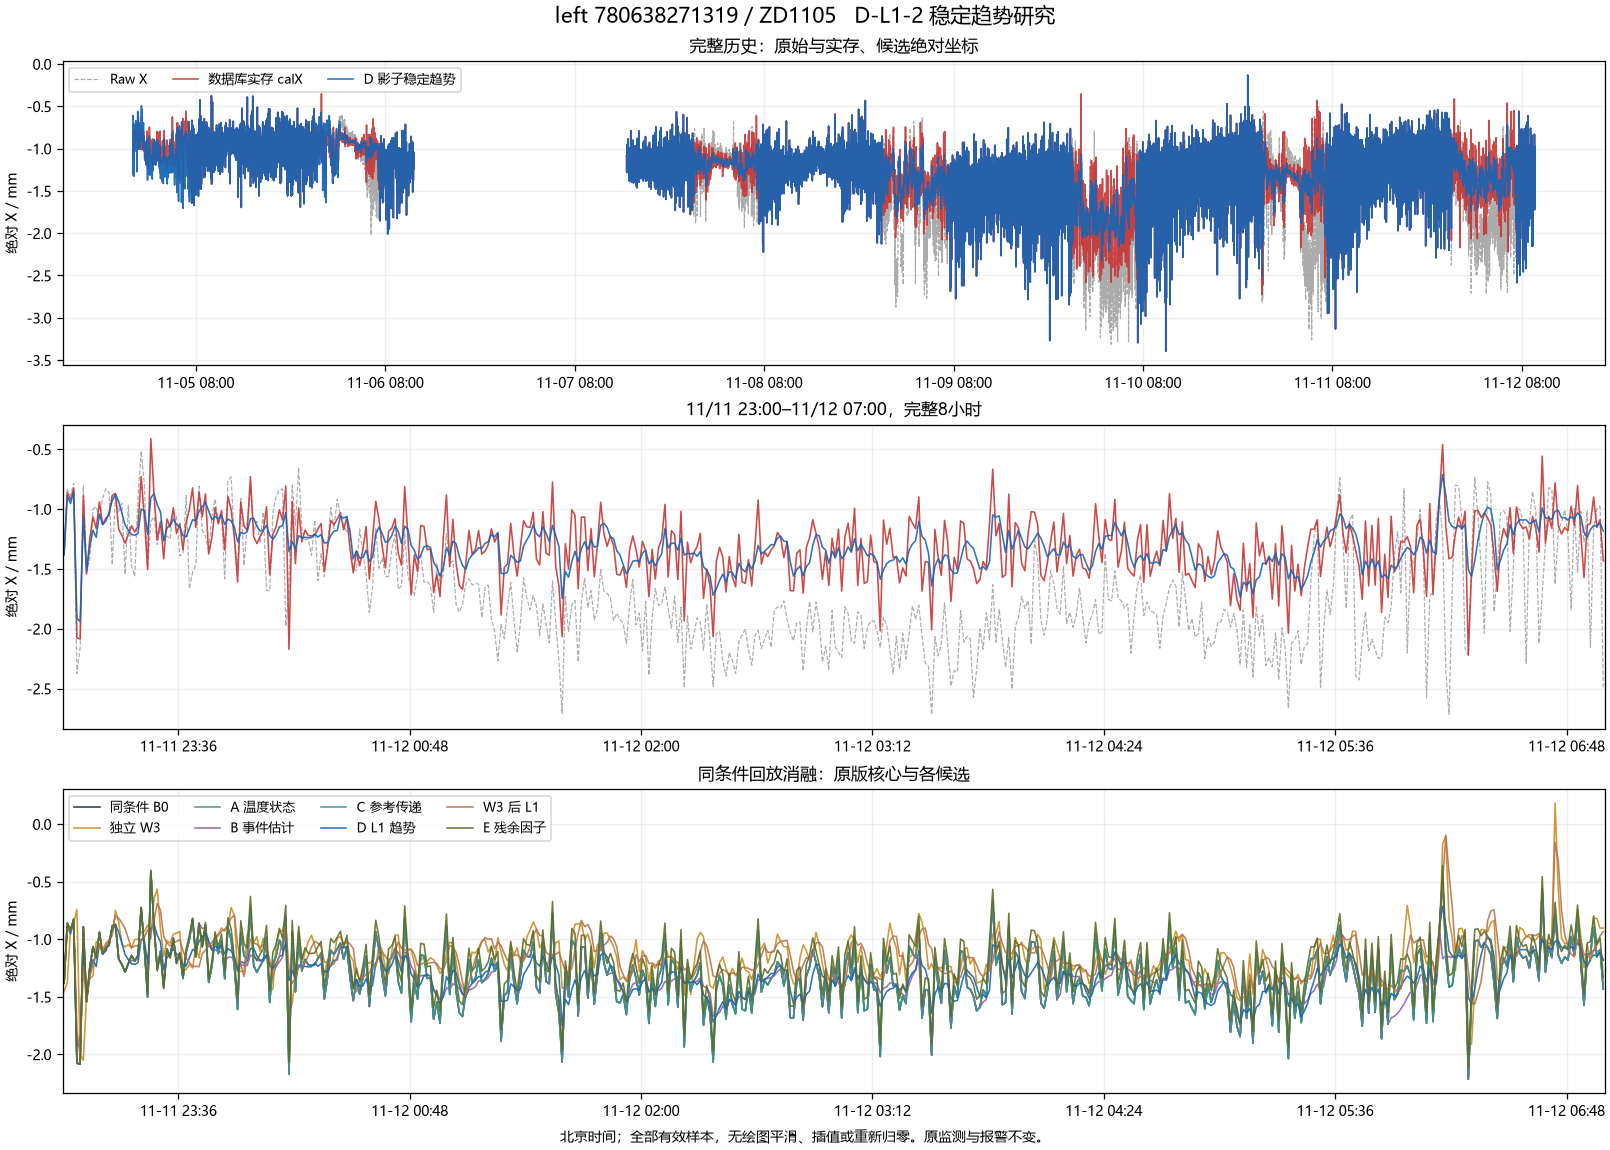 left 780638271319 / ZD1105   D-L1-2 稳定趋势研究
完整历史：原始与实存、候选绝对坐标
Raw X
数据库实存 calX
D 影子稳定趋势
绝对 X / mm
0.0
-0.5
-1.0
-1.5
-2.0
-2.5
-3.0
-3.5
11-05 08:00
11-06 08:00
11-07 08:00
11-08 08:00
11-09 08:00
11-10 08:00
11-11 08:00
11-12 08:00
11/11 23:00–11/12 07:00，完整8小时
绝对 X / mm
-0.5
-1.0
-1.5
-2.0
-2.5
11-11 23:36
11-12 00:48
11-12 02:00
11-12 03:12
11-12 04:24
11-12 05:36
11-12 06:48
同条件回放消融：原版核心与各候选
同条件 B0
A 温度状态
C 参考传递
W3 后 L1
独立 W3
B 事件估计
D L1 趋势
E 残余因子
绝对 X / mm
0.0
-0.5
-1.0
-1.5
-2.0
11-11 23:36
11-12 00:48
11-12 02:00
11-12 03:12
11-12 04:24
11-12 05:36
11-12 06:48
北京时间；全部有效样本，无绘图平滑、插值或重新归零。原监测与报警不变。